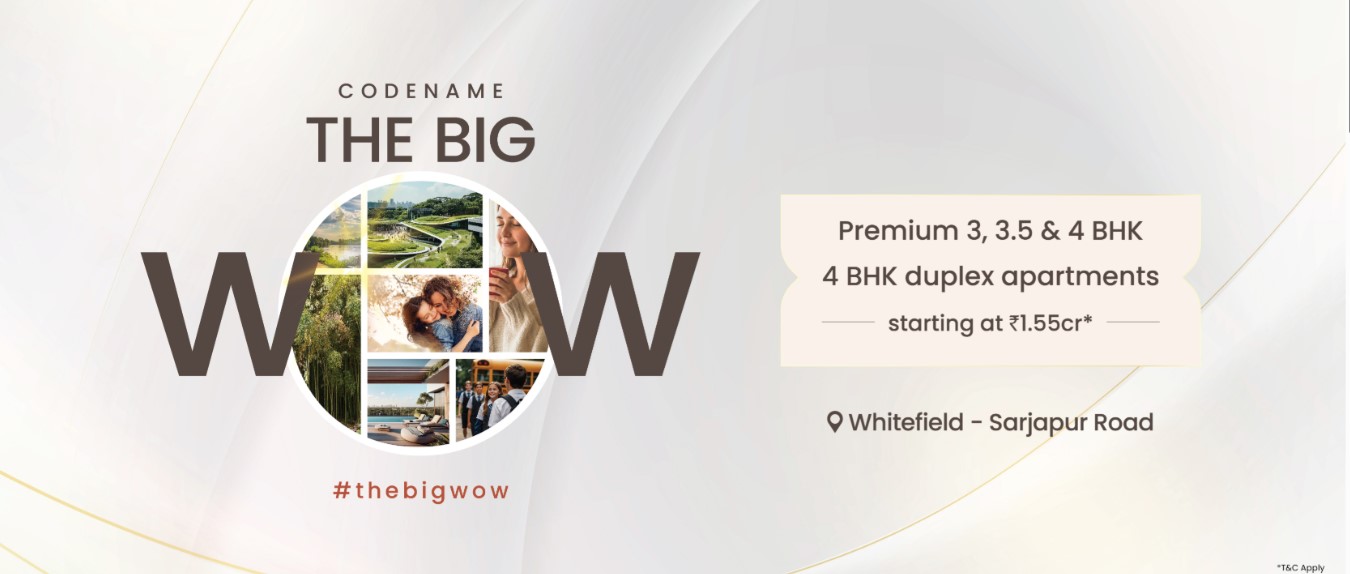 CODENAME
THE BIG
WOW
#thebigwow
Premium 3, 3.5 & 4 BHK
4 BHK duplex apartments
starting at ₹1.55cr*
Whitefield - Sarjapur Road
*T&C Apply